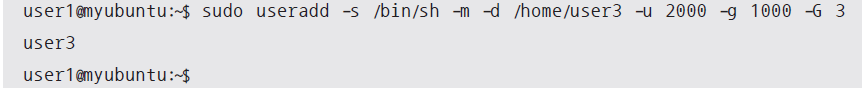 user1@myubuntu:~$ sudo useradd -s /bin/sh -m -d /home/user3 -u 2000 -g 1000 -G 3
user3
user1@myubuntu:~$